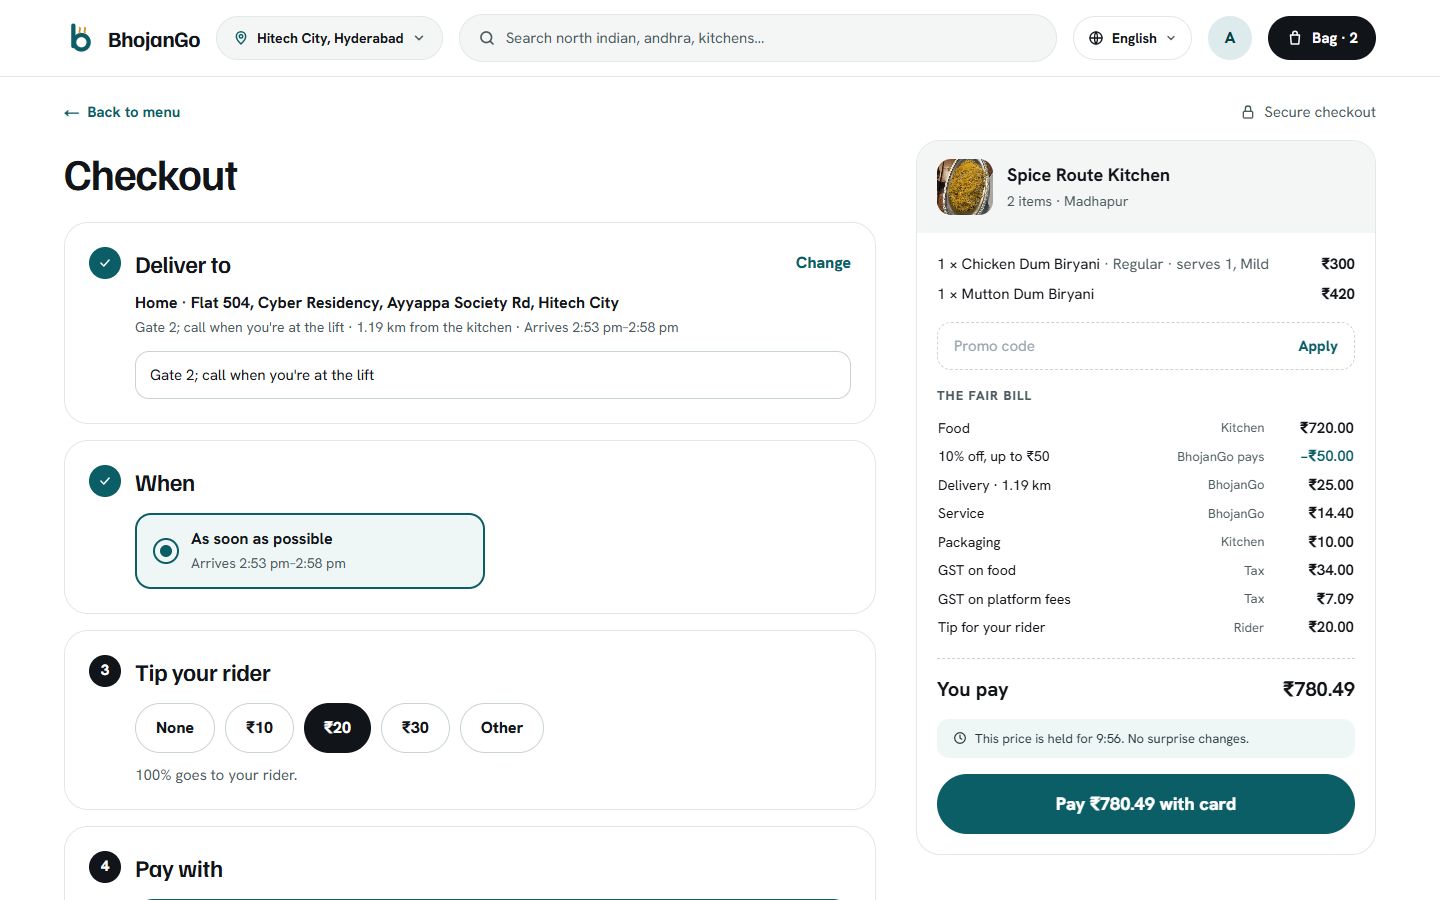 BhojanGo
Hitech City, Hyderabad
Search north indian, andhra, kitchens...
English
A
Bag · 2
← Back to menu
Secure checkout
Checkout
Deliver to
Change
Home · Flat 504, Cyber Residency, Ayyappa Society Rd, Hitech City
Gate 2; call when you're at the lift · 1.19 km from the kitchen · Arrives 2:53 pm–2:58 pm
Gate 2; call when you're at the lift
When
As soon as possible
Arrives 2:53 pm–2:58 pm
3 Tip your rider
None ₹10 ₹20 ₹30 Other
100% goes to your rider.
4 Pay with
Spice Route Kitchen
2 items · Madhapur
1 × Chicken Dum Biryani · Regular · serves 1, Mild ₹300
1 × Mutton Dum Biryani ₹420
Promo code Apply
THE FAIR BILL
Food Kitchen ₹720.00
10% off, up to ₹50 BhojanGo pays −₹50.00
Delivery · 1.19 km BhojanGo ₹25.00
Service BhojanGo ₹14.40
Packaging Kitchen ₹10.00
GST on food Tax ₹34.00
GST on platform fees Tax ₹7.09
Tip for your rider Rider ₹20.00
You pay ₹780.49
This price is held for 9:56. No surprise changes.
Pay ₹780.49 with card